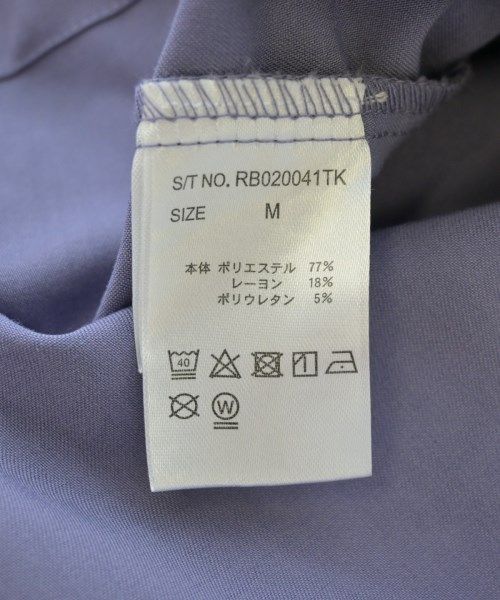 S/T NO. RB020041TK
SIZE M
本体 ポリエステル 77%
レーヨン 18%
ポリウレタン 5%
40
W